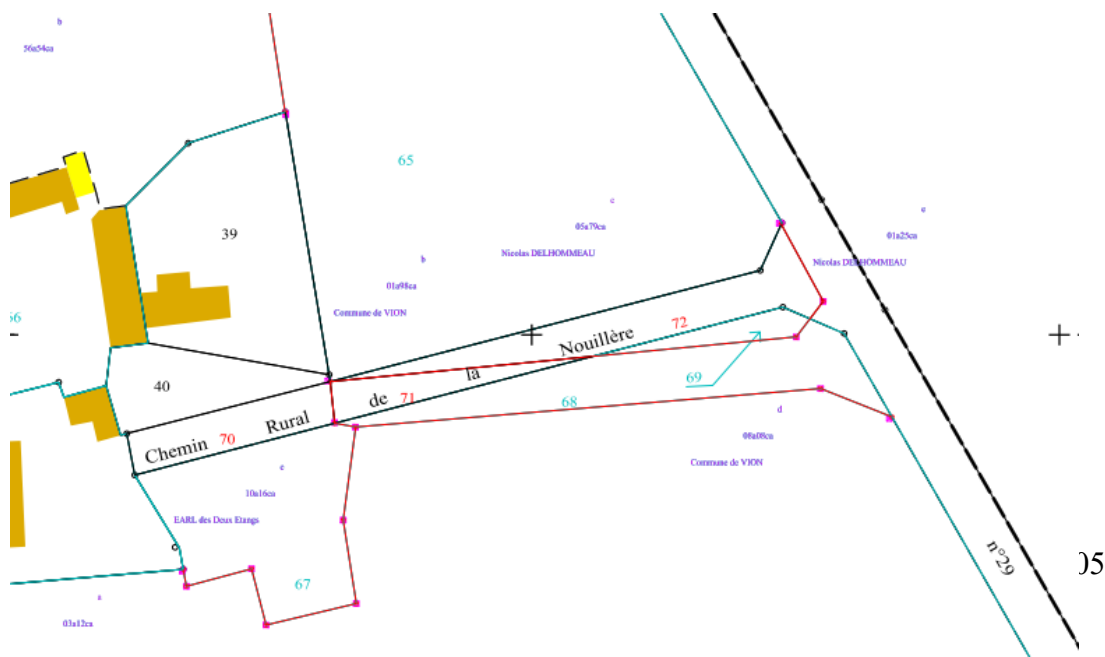 b
56a54ca
65
c
05a79ca
Nicolas DELHOMMEAU
e
01a25ca
Nicolas DELHOMMEAU
39
b
01a98ca
Commune de VION
66
40
Chemin 70 Rural de 71 la Nouillère 72
69
68
d
08a08ca
Commune de VION
e
10a16ca
EARL des Deux Etangs
67
a
03a12ca
n°29
05